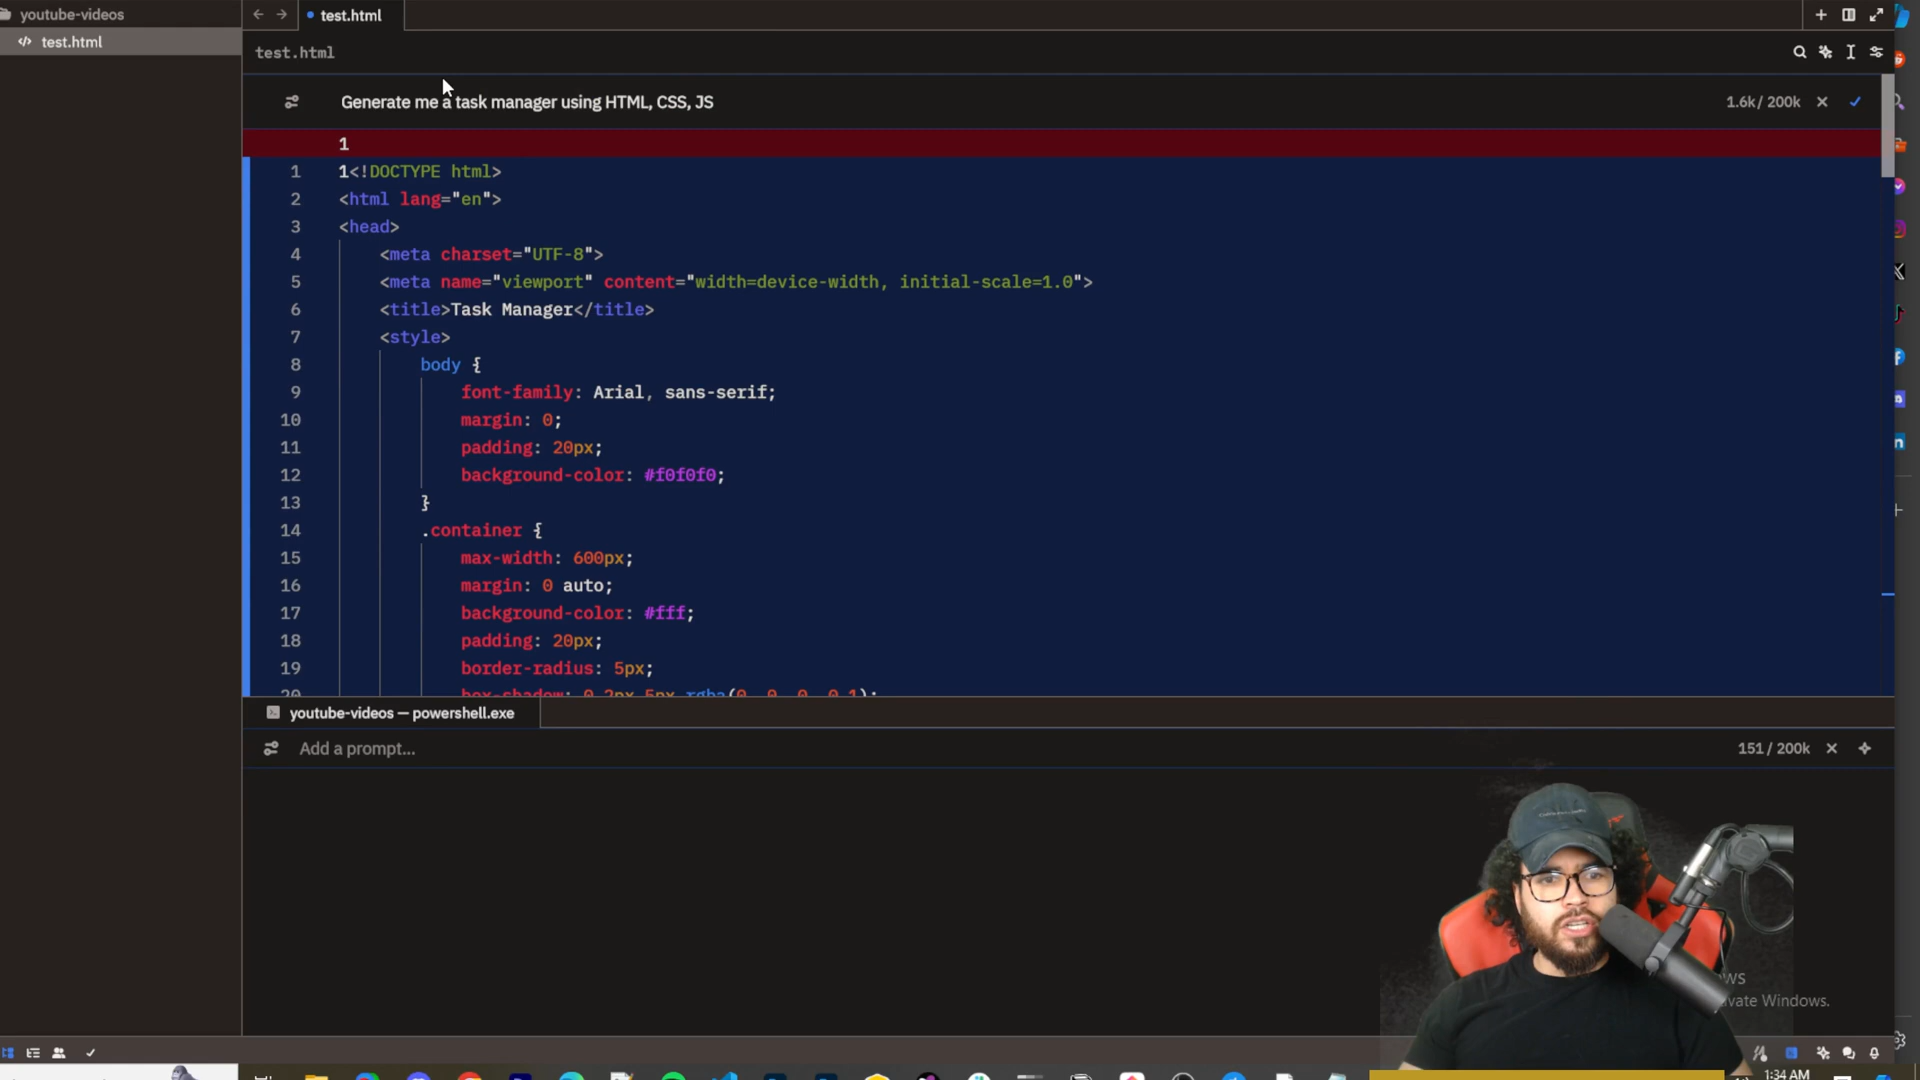 youtube-videos
test.html
test.html
test.html
Generate me a task manager using HTML, CSS, JS
1.6k/ 200k
1
1 1<!DOCTYPE html>
2 <html lang="en">
3 <head>
4 <meta charset="UTF-8">
5 <meta name="viewport" content="width=device-width, initial-scale=1.0">
6 <title>Task Manager</title>
7 <style>
8 body {
9 font-family: Arial, sans-serif;
10 margin: 0;
11 padding: 20px;
12 background-color: #f0f0f0;
13 }
14 .container {
15 max-width: 600px;
16 margin: 0 auto;
17 background-color: #fff;
18 padding: 20px;
19 border-radius: 5px;
20 box-shadow: 0 2px 5px rgba(0, 0, 0, 0.1);
youtube-videos — powershell.exe
Add a prompt...
151 / 200k
ws
vate Windows.
1:34 AM